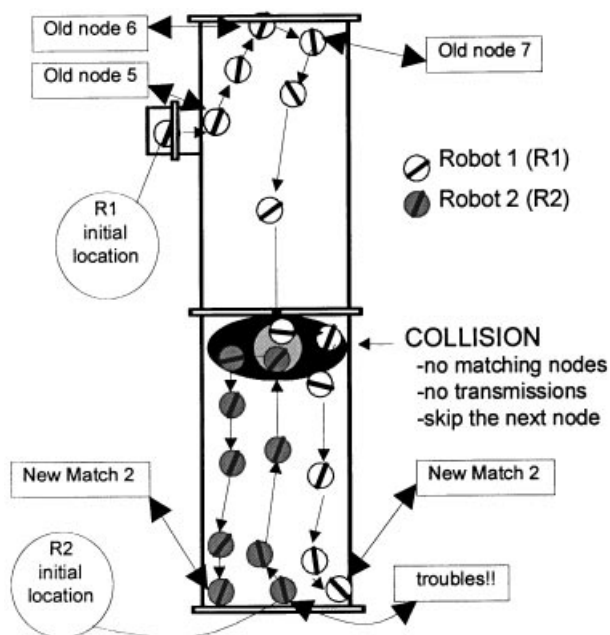 Old node 6
Old node 7
Old node 5
R1
initial
location
Robot 1 (R1)
Robot 2 (R2)
COLLISION
-no matching nodes
-no transmissions
-skip the next node
New Match 2
New Match 2
R2
initial
location
troubles!!